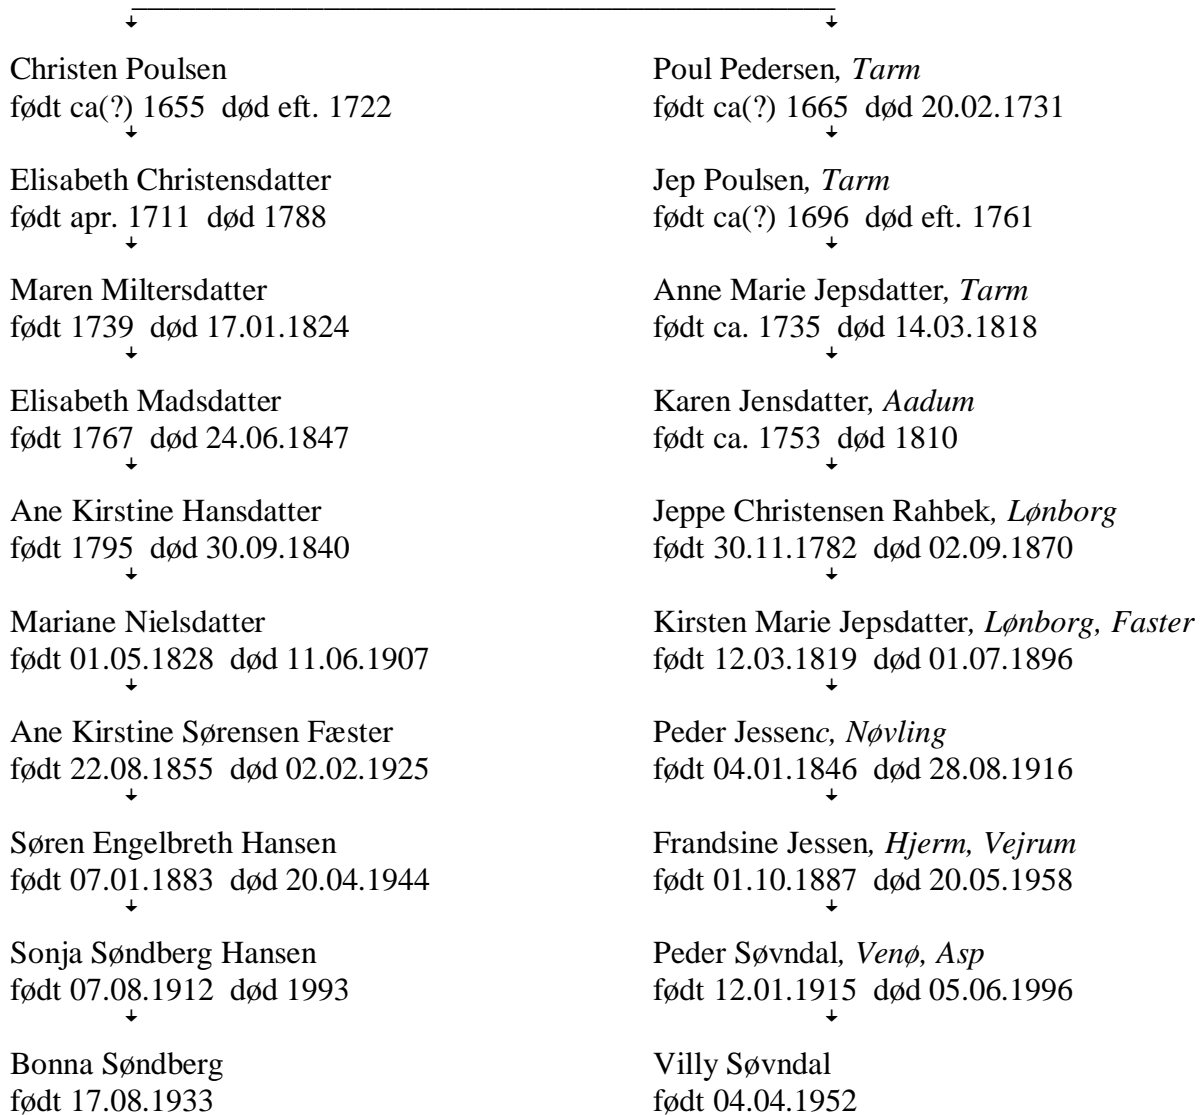 Christen Poulsen
født ca(?) 1655 død eft. 1722
Elisabeth Christensdatter
født apr. 1711 død 1788
Maren Miltersdatter
født 1739 død 17.01.1824
Elisabeth Madsdatter
født 1767 død 24.06.1847
Ane Kirstine Hansdatter
født 1795 død 30.09.1840
Mariane Nielsdatter
født 01.05.1828 død 11.06.1907
Ane Kirstine Sørensen Fæster
født 22.08.1855 død 02.02.1925
Søren Engelbreth Hansen
født 07.01.1883 død 20.04.1944
Sonja Søndberg Hansen
født 07.08.1912 død 1993
Bonna Søndberg
født 17.08.1933
Poul Pedersen, Tarm
født ca(?) 1665 død 20.02.1731
Jep Poulsen, Tarm
født ca(?) 1696 død eft. 1761
Anne Marie Jepsdatter, Tarm
født ca. 1735 død 14.03.1818
Karen Jensdatter, Aadum
født ca. 1753 død 1810
Jeppe Christensen Rahbek, Lønborg
født 30.11.1782 død 02.09.1870
Kirsten Marie Jepsdatter, Lønborg, Faster
født 12.03.1819 død 01.07.1896
Peder Jessenc, Nøvling
født 04.01.1846 død 28.08.1916
Frandsine Jessen, Hjerm, Vejrum
født 01.10.1887 død 20.05.1958
Peder Søvndal, Venø, Asp
født 12.01.1915 død 05.06.1996
Villy Søvndal
født 04.04.1952